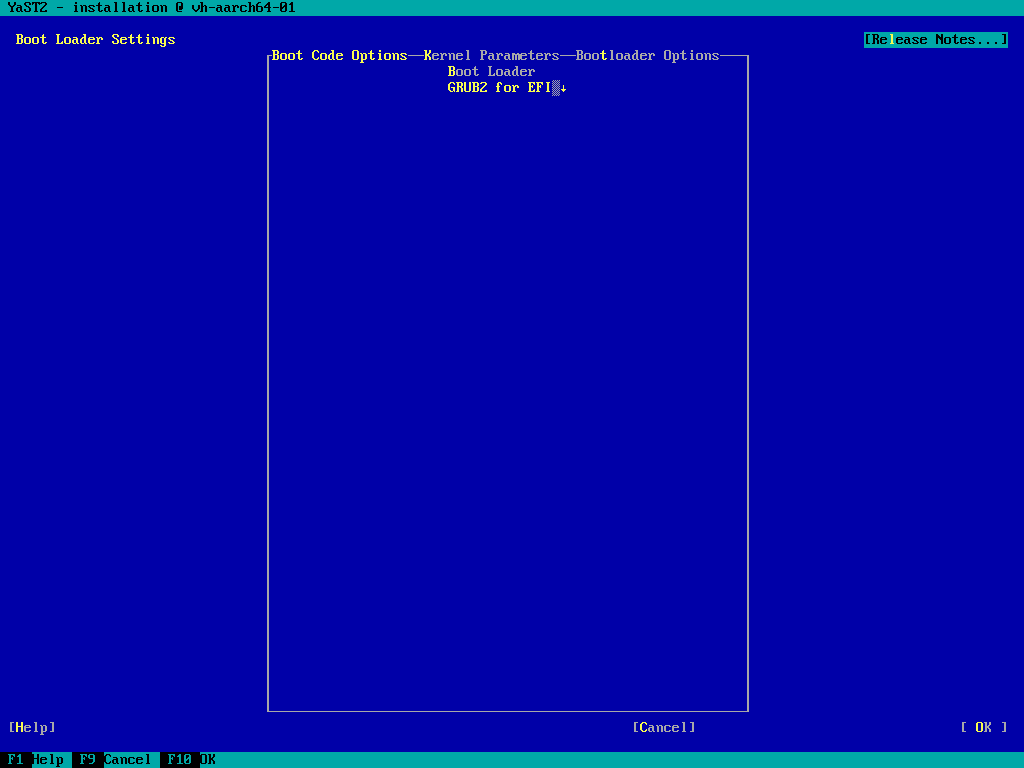 YaST2 - installation @ vh-aarch64-01
Boot Loader Settings [Release Notes...]
Boot Code Options Kernel Parameters Bootloader Options
Boot Loader
GRUB2 for EFI↓
[Help] [Cancel] [ OK ]
F1 Help F9 Cancel F10 OK